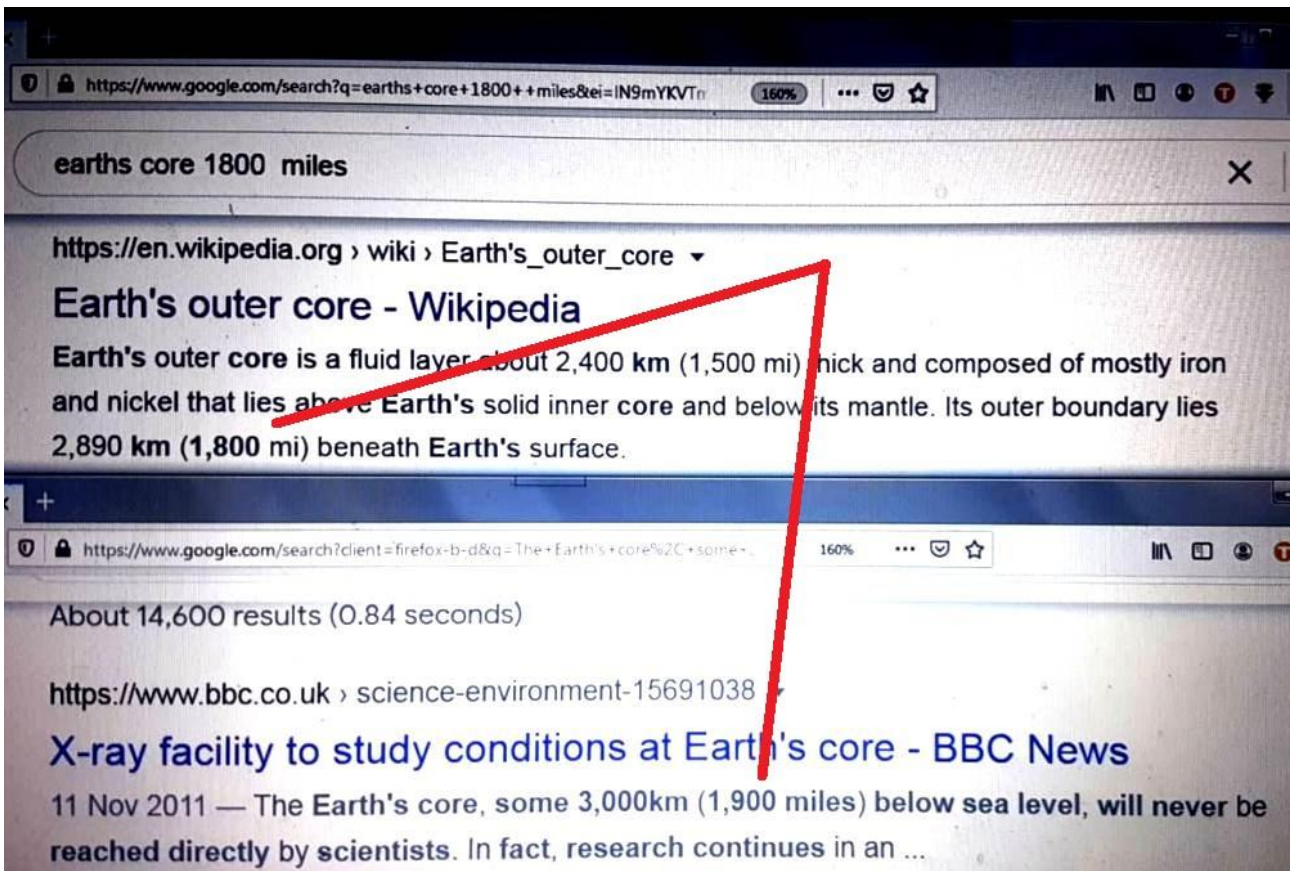 https://www.google.com/search?q=earths+core+1800++miles&ei=IN9mYKVTn 160%
earths core 1800 miles
https://en.wikipedia.org › wiki › Earth's_outer_core
Earth's outer core - Wikipedia
Earth's outer core is a fluid layer about 2,400 km (1,500 mi) thick and composed of mostly iron
and nickel that lies above Earth's solid inner core and below its mantle. Its outer boundary lies
2,890 km (1,800 mi) beneath Earth's surface.
https://www.google.com/search?client=firefox-b-d&q=The+Earth's+core%2C+some+ 160%
About 14,600 results (0.84 seconds)
https://www.bbc.co.uk › science-environment-15691038
X-ray facility to study conditions at Earth's core - BBC News
11 Nov 2011 — The Earth's core, some 3,000km (1,900 miles) below sea level, will never be
reached directly by scientists. In fact, research continues in an ...